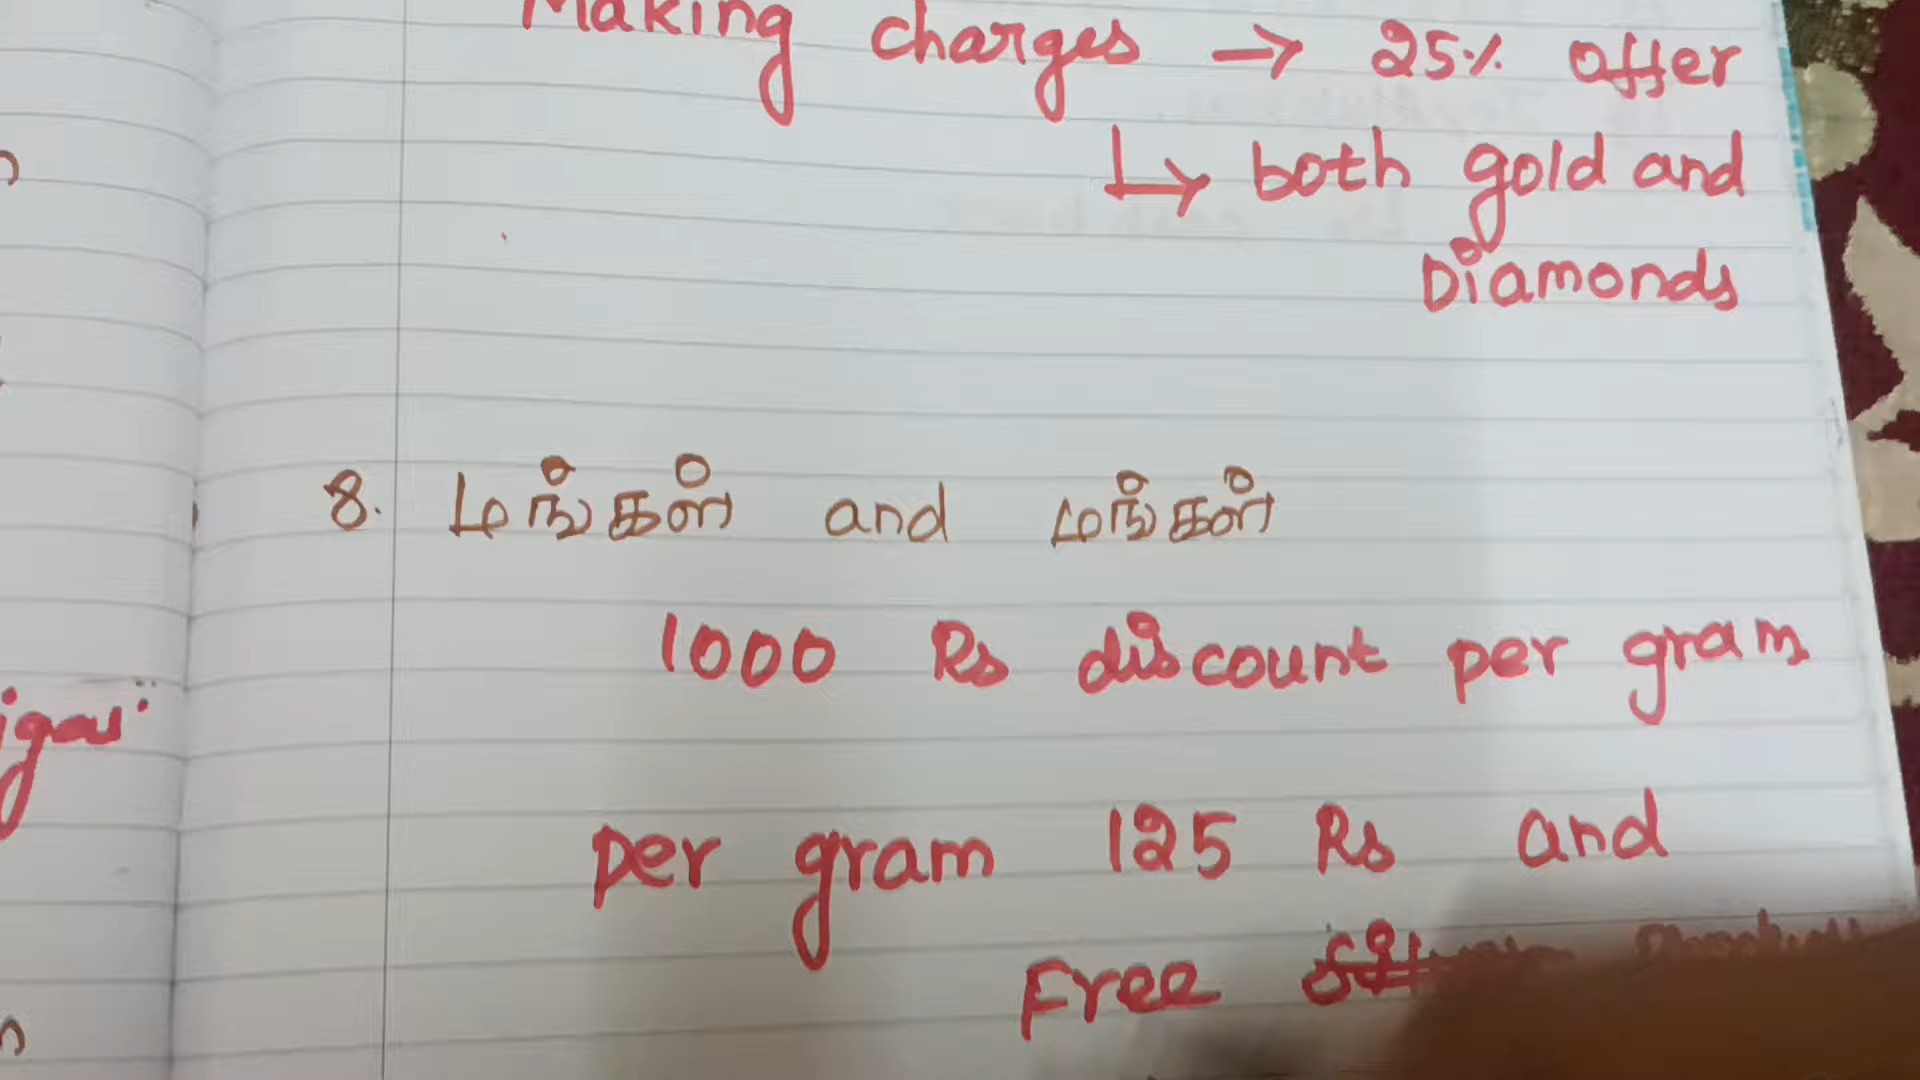 Making charges → 25% offer
↳ both gold and
Diamonds
8. டிங்கள் and மங்கள்
1000 Rs discount per gram
per gram 125 Rs and
Free